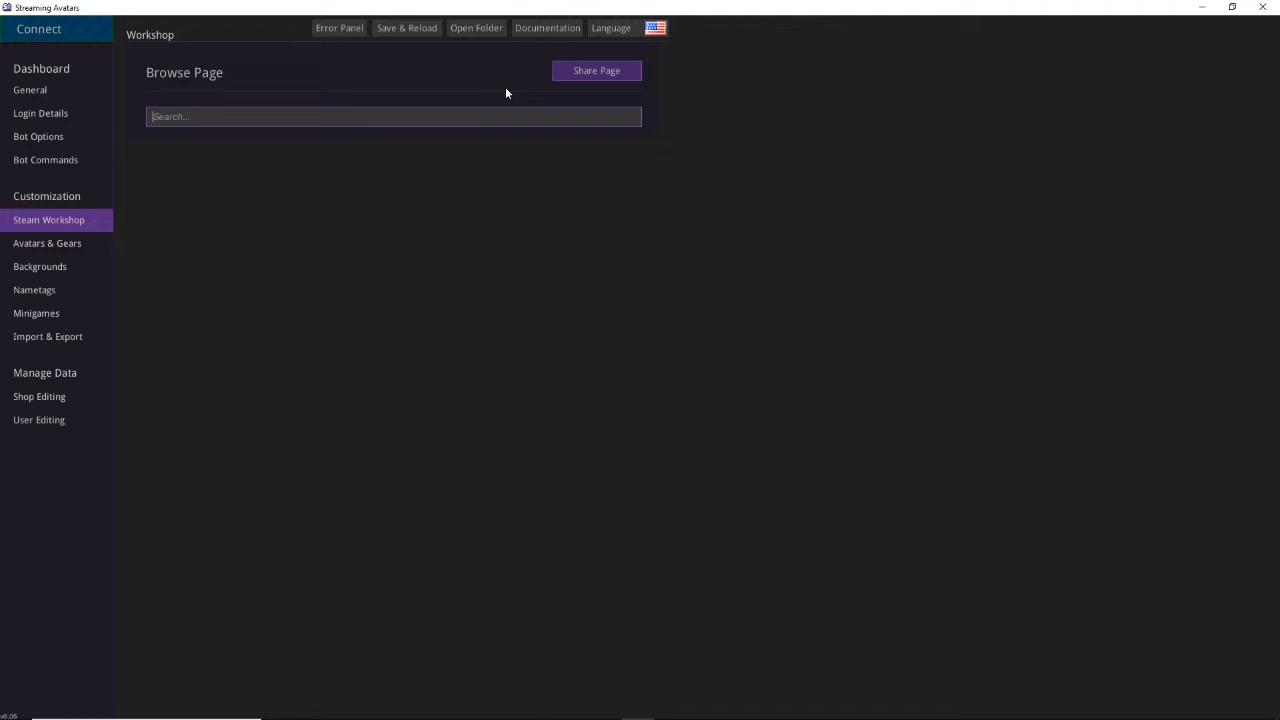 Streaming Avatars
Connect
Workshop
Error Panel
Save & Reload
Open Folder
Documentation
Language
Dashboard
General
Login Details
Bot Options
Bot Commands
Customization
Steam Workshop
Avatars & Gears
Backgrounds
Nametags
Minigames
Import & Export
Manage Data
Shop Editing
User Editing
Browse Page
Share Page
Search...
v6.06